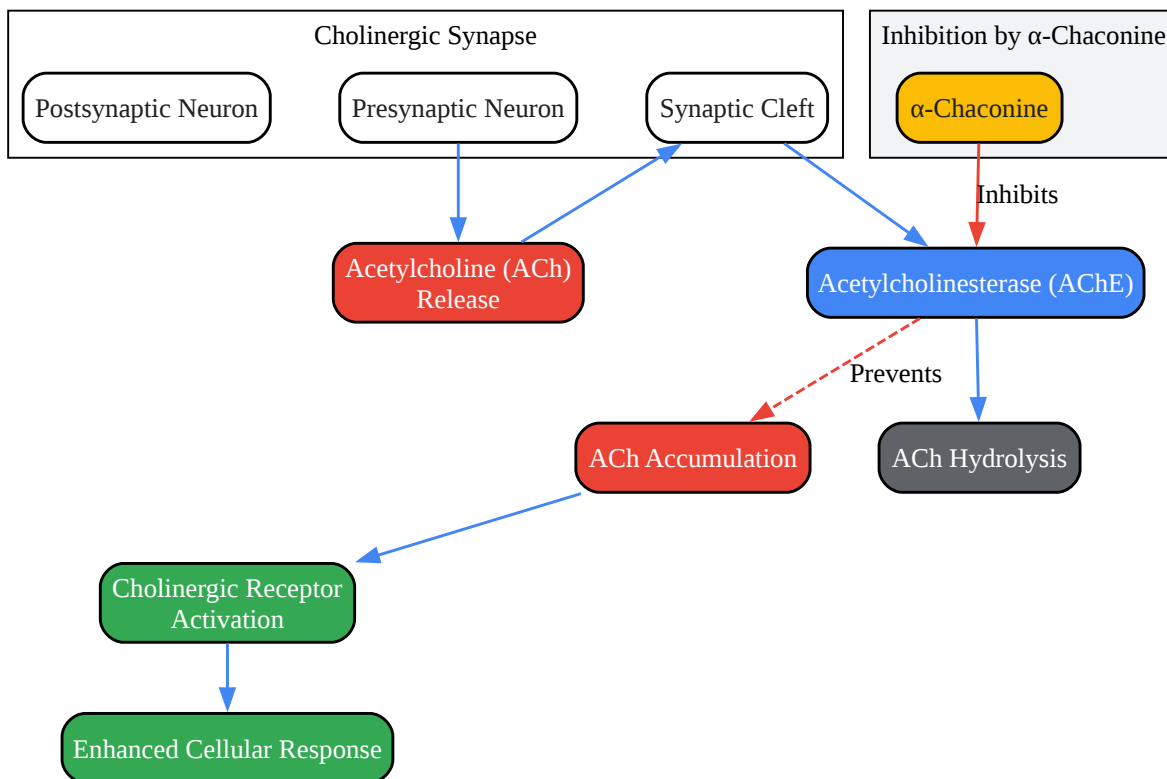 Cholinergic Synapse
Inhibition by α-Chaconine
Postsynaptic Neuron
Presynaptic Neuron
Synaptic Cleft
α-Chaconine
Inhibits
Acetylcholine (ACh)
Release
Acetylcholinesterase (AChE)
Prevents
ACh Accumulation
ACh Hydrolysis
Cholinergic Receptor
Activation
Enhanced Cellular Response